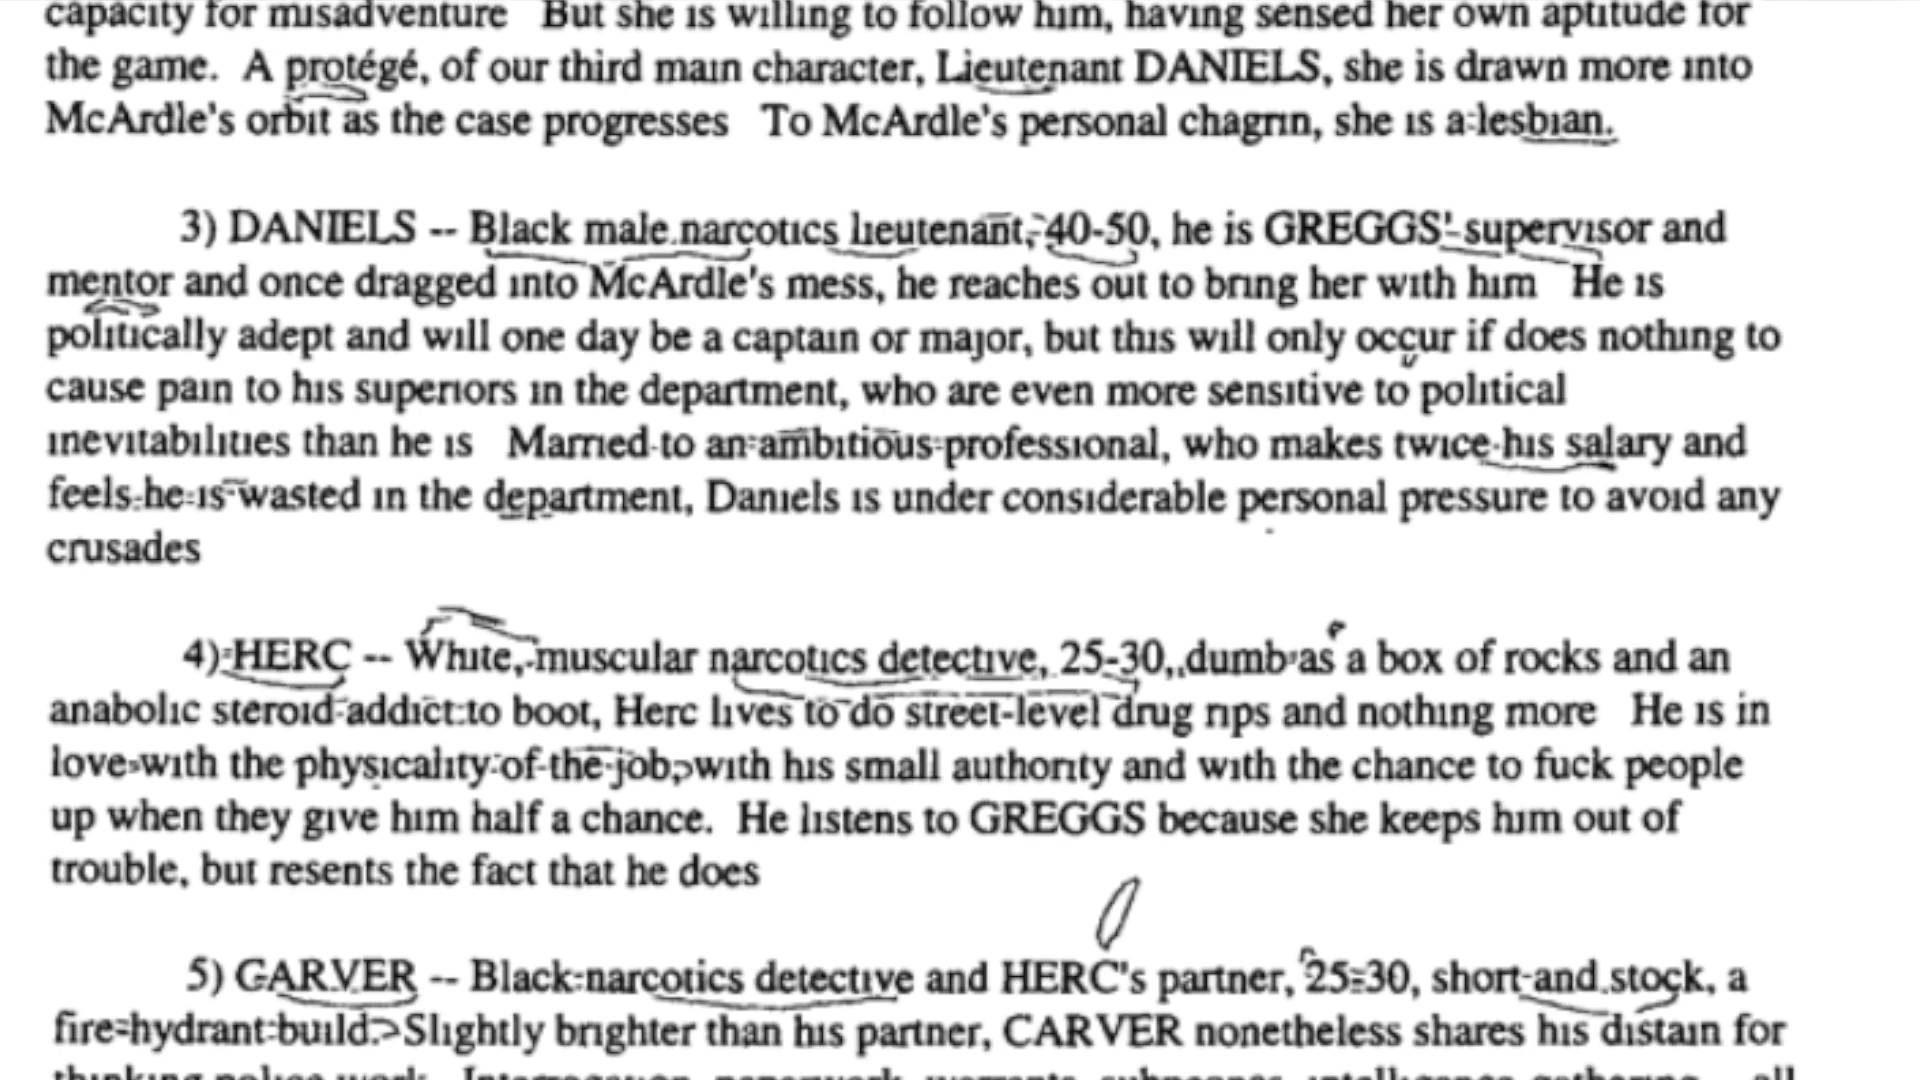 capacity for misadventure But she is willing to follow him, having sensed her own aptitude for
the game. A protégé, of our third main character, Lieutenant DANIELS, she is drawn more into
McArdle's orbit as the case progresses To McArdle's personal chagrin, she is a lesbian.
3) DANIELS -- Black male narcotics lieutenant, 40-50, he is GREGGS' supervisor and
mentor and once dragged into McArdle's mess, he reaches out to bring her with him He is
politically adept and will one day be a captain or major, but this will only occur if does nothing to
cause pain to his superiors in the department, who are even more sensitive to political
inevitabilities than he is Married to an ambitious professional, who makes twice his salary and
feels he is wasted in the department, Daniels is under considerable personal pressure to avoid any
crusades
4) HERC -- White, muscular narcotics detective, 25-30, dumb as a box of rocks and an
anabolic steroid addict to boot, Herc lives to do street-level drug rips and nothing more He is in
love with the physicality of the job, with his small authority and with the chance to fuck people
up when they give him half a chance. He listens to GREGGS because she keeps him out of
trouble, but resents the fact that he does
5) CARVER -- Black narcotics detective and HERC's partner, 25-30, short and stock, a
fire-hydrant build. Slightly brighter than his partner, CARVER nonetheless shares his distain for
thinking police work. Interrogation, paperwork, warrants, subpoenas, intelligence gathering all